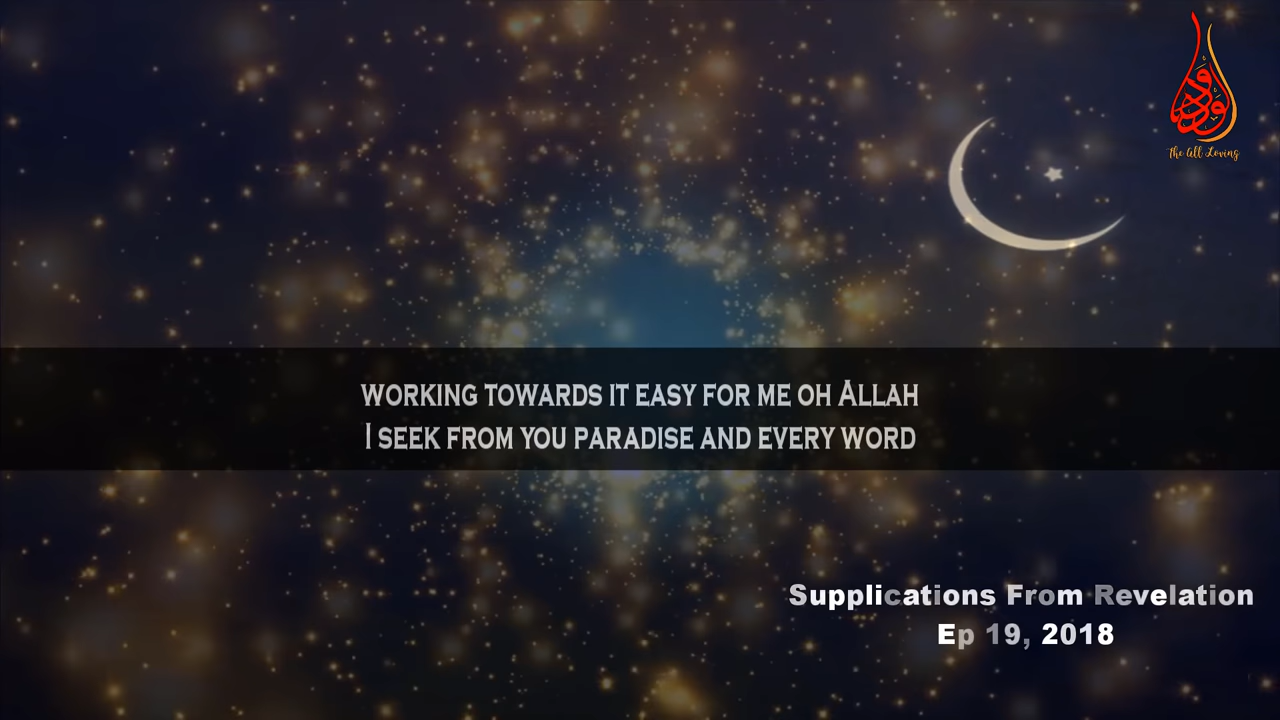 الودود
The All Loving
WORKING TOWARDS IT EASY FOR ME OH ALLAH
I SEEK FROM YOU PARADISE AND EVERY WORD
Supplications From Revelation
Ep 19, 2018